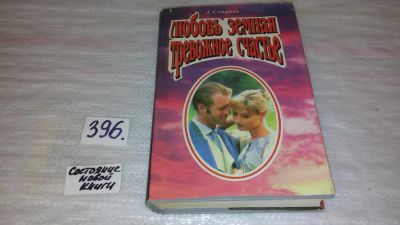 Л. Смирнова
ЛЮБОВЬ ЗЕМНАЯ
ТРЕВОЖНОЕ СЧАСТЬЕ
396.
Состояние
новой
книги